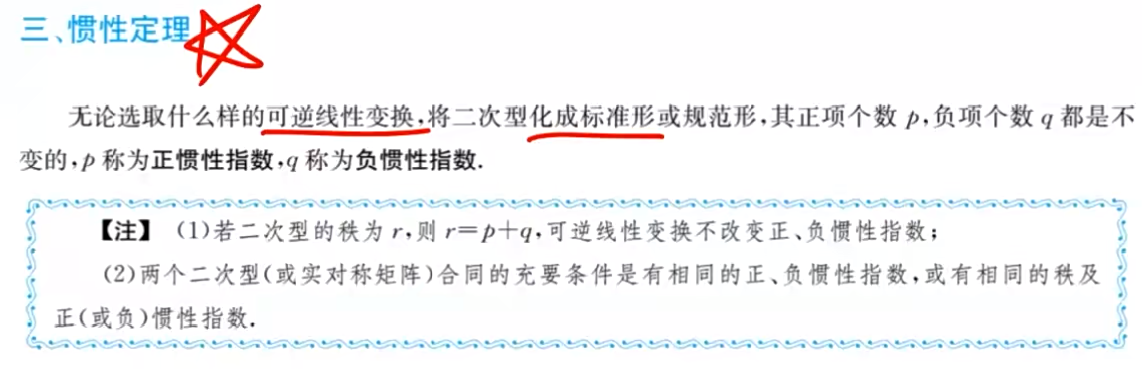 三、惯性定理
无论选取什么样的可逆线性变换,将二次型化成标准形或规范形,其正项个数 p,负项个数 q 都是不
变的,p 称为正惯性指数,q 称为负惯性指数.
【注】 (1)若二次型的秩为 r,则 r=p+q,可逆线性变换不改变正、负惯性指数;
(2)两个二次型(或实对称矩阵)合同的充要条件是有相同的正、负惯性指数,或有相同的秩及
正(或负)惯性指数.